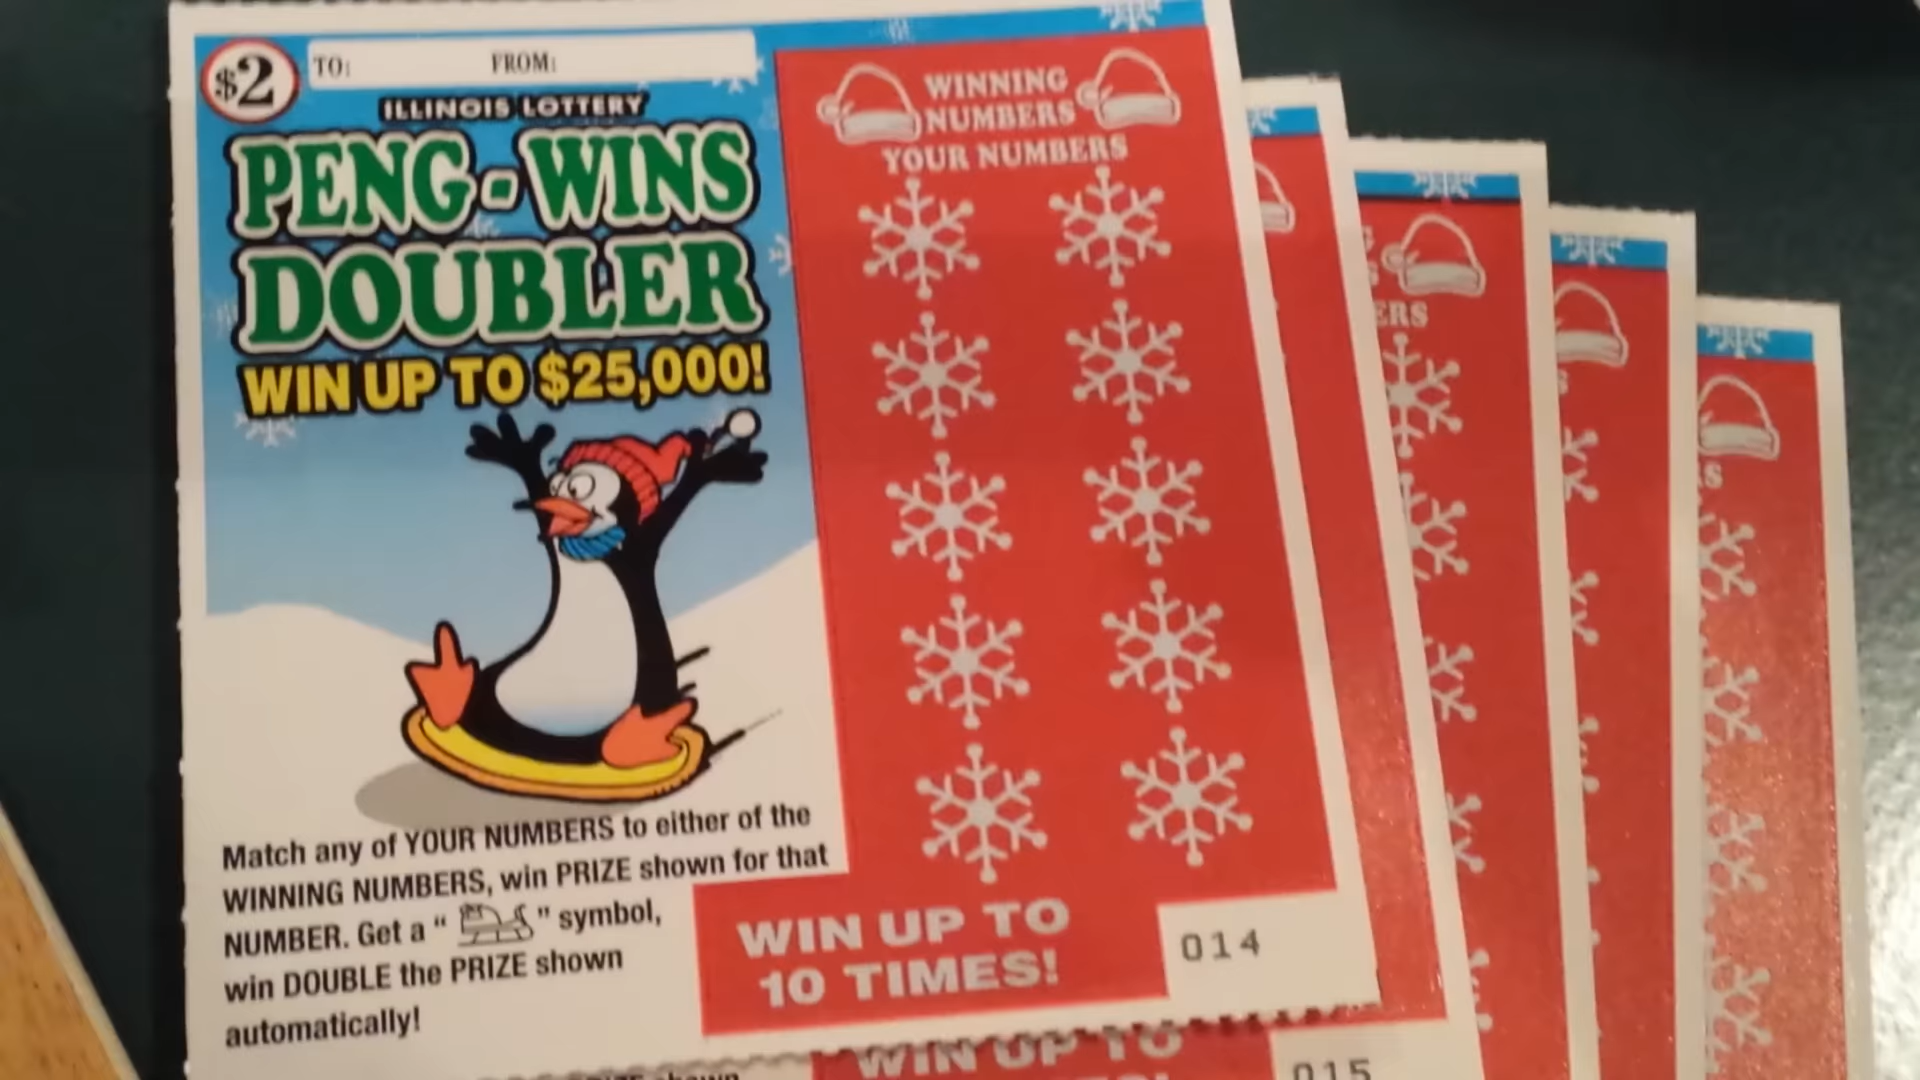 $2
TO: FROM:
ILLINOIS LOTTERY
PENG-WINS
DOUBLER
WIN UP TO $25,000!
Match any of YOUR NUMBERS to either of the
WINNING NUMBERS, win PRIZE shown for that
NUMBER. Get a " " symbol,
win DOUBLE the PRIZE shown
automatically!
WINNING
NUMBERS
YOUR NUMBERS
WIN UP TO
10 TIMES!
014
WIN UP TO
015
shown
ERS
S
S